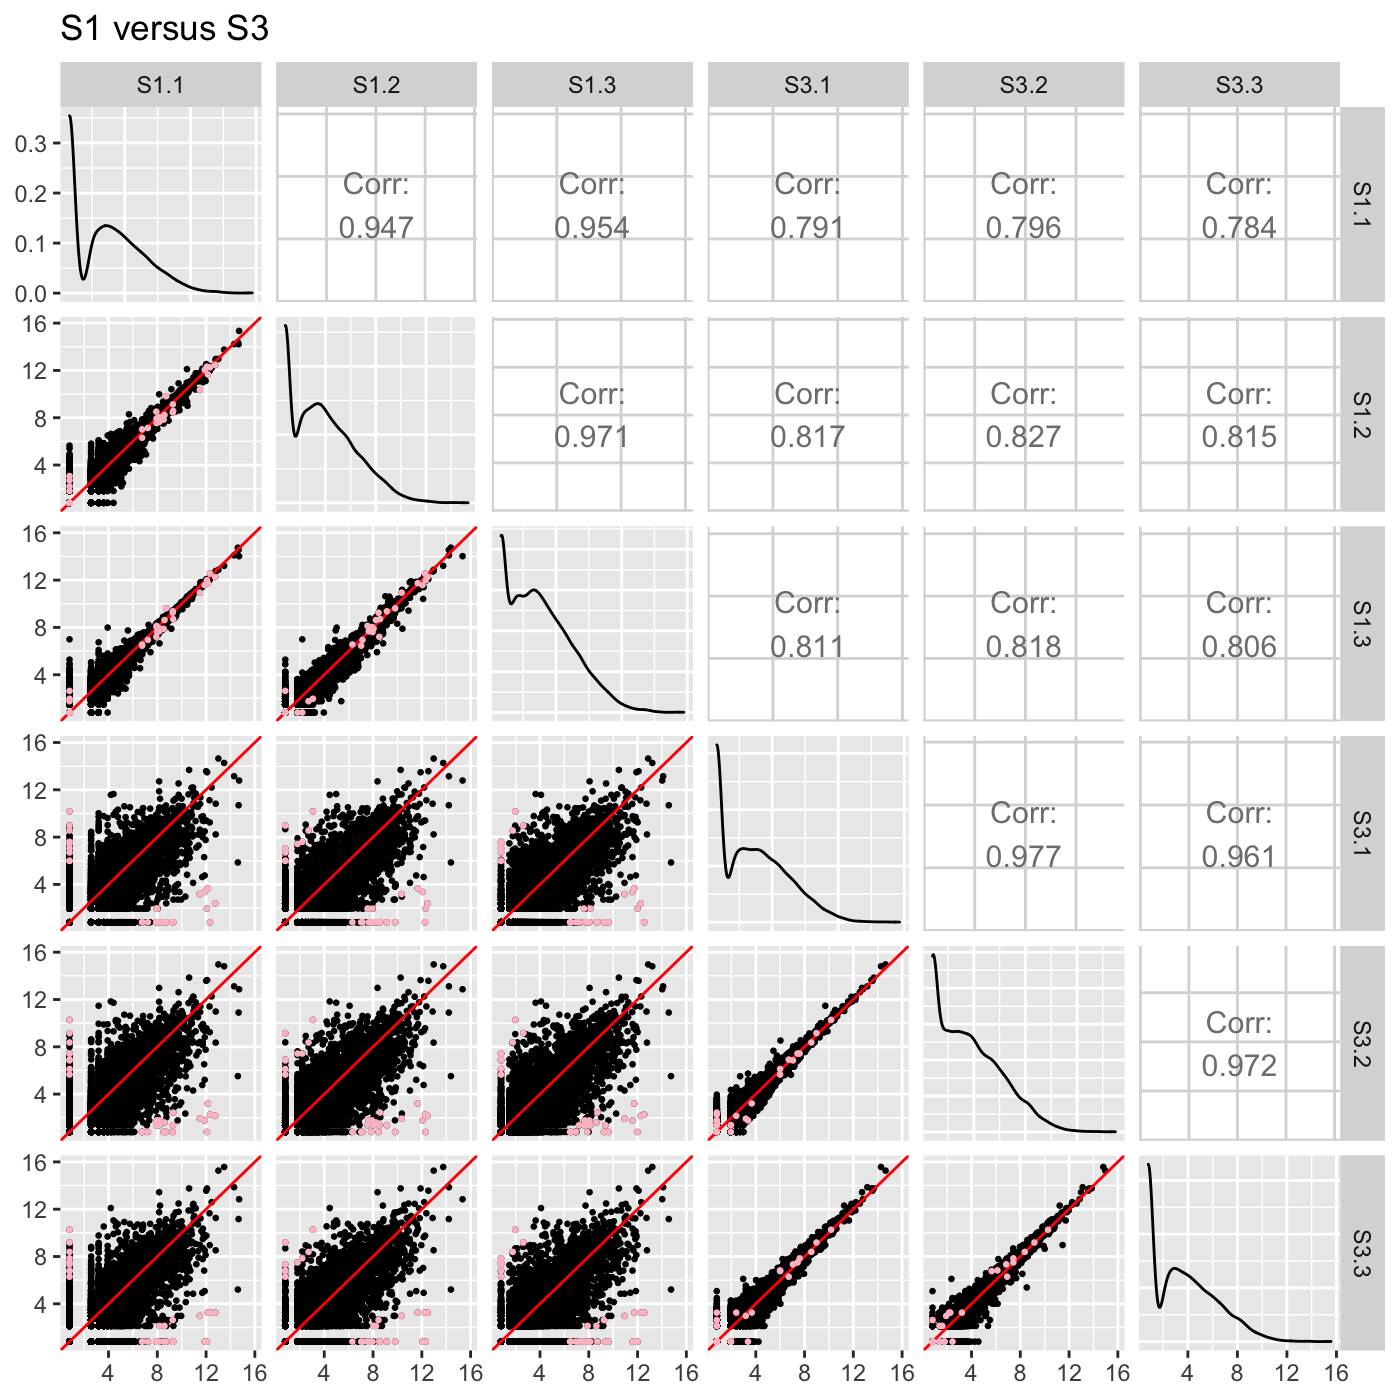 S1 versus S3
S1.1 S1.2 S1.3 S3.1 S3.2 S3.3
0.3
0.2
0.1
0.0
Corr:
0.947
Corr:
0.954
Corr:
0.791
Corr:
0.796
Corr:
0.784
S1.1
16
12
8
4
Corr:
0.971
Corr:
0.817
Corr:
0.827
Corr:
0.815
S1.2
16
12
8
4
Corr:
0.811
Corr:
0.818
Corr:
0.806
S1.3
16
12
8
4
Corr:
0.977
Corr:
0.961
S3.1
16
12
8
4
Corr:
0.972
S3.2
16
12
8
4
S3.3
4 8 12 16 4 8 12 16 4 8 12 16 4 8 12 16 4 8 12 16 4 8 12 16